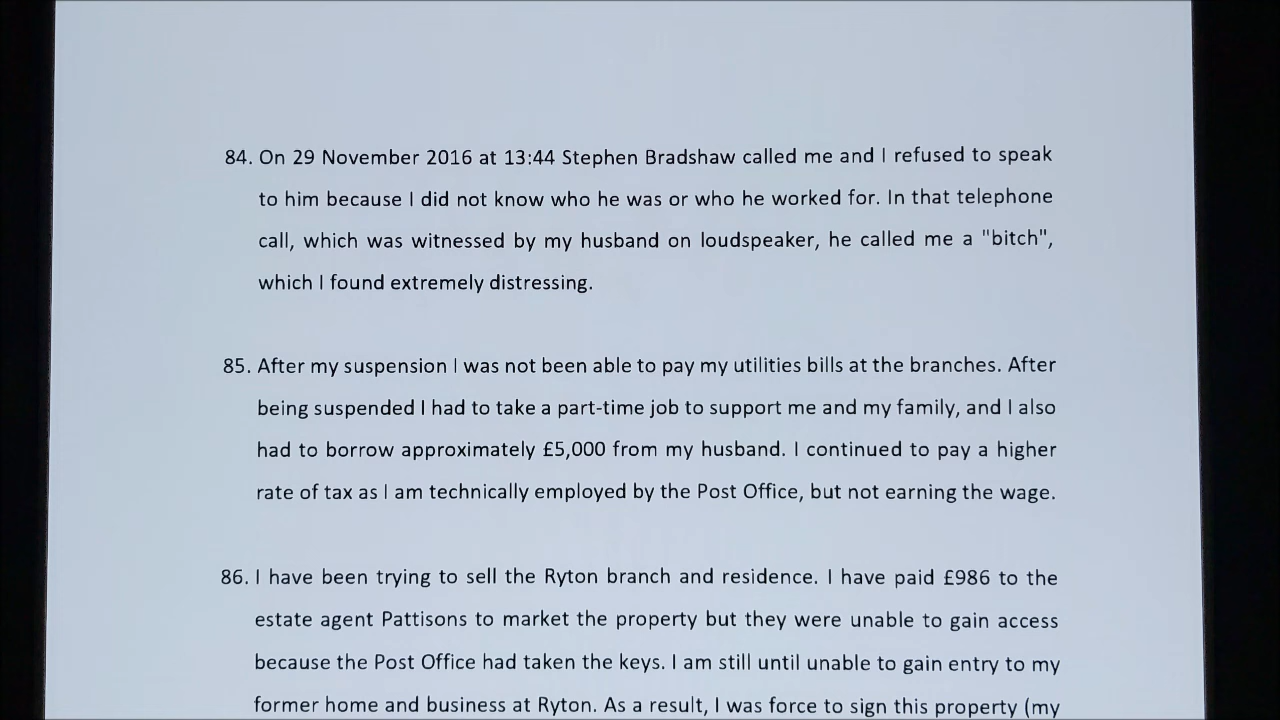 84. On 29 November 2016 at 13:44 Stephen Bradshaw called me and I refused to speak
to him because I did not know who he was or who he worked for. In that telephone
call, which was witnessed by my husband on loudspeaker, he called me a "bitch",
which I found extremely distressing.
85. After my suspension I was not been able to pay my utilities bills at the branches. After
being suspended I had to take a part-time job to support me and my family, and I also
had to borrow approximately £5,000 from my husband. I continued to pay a higher
rate of tax as I am technically employed by the Post Office, but not earning the wage.
86. I have been trying to sell the Ryton branch and residence. I have paid £986 to the
estate agent Pattisons to market the property but they were unable to gain access
because the Post Office had taken the keys. I am still until unable to gain entry to my
former home and business at Ryton. As a result, I was force to sign this property (my